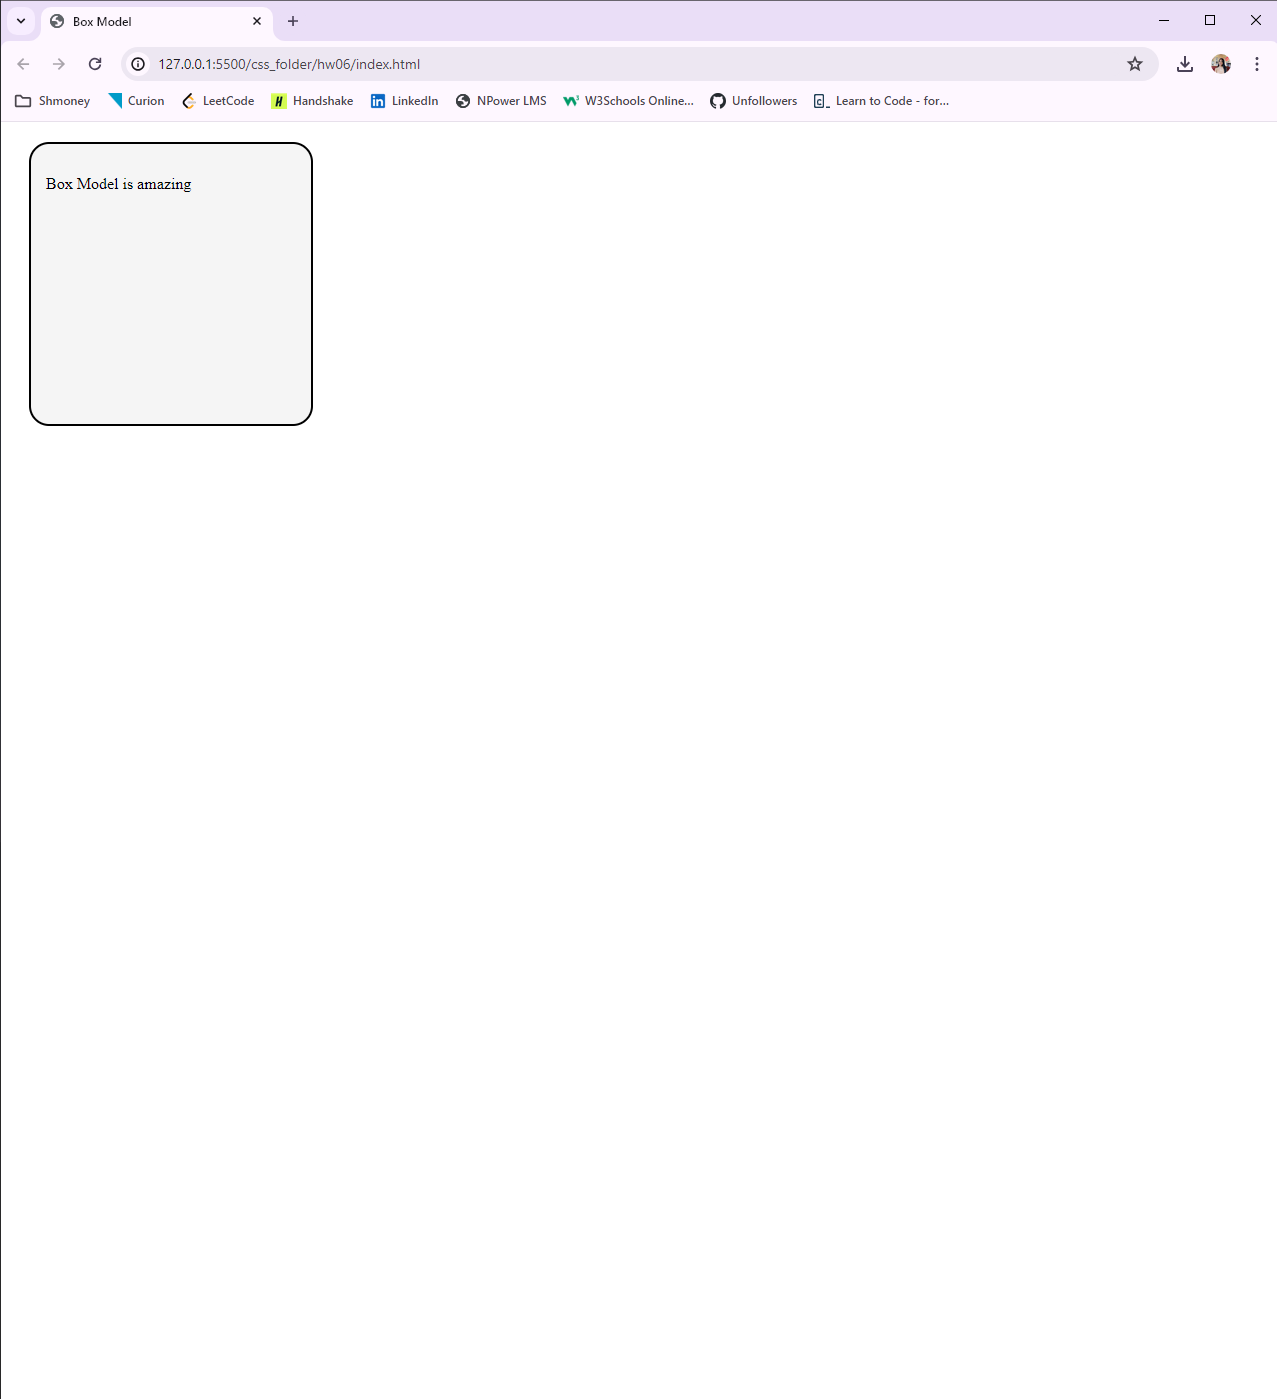 Box Model
127.0.0.1:5500/css_folder/hw06/index.html
Shmoney Curion LeetCode Handshake LinkedIn NPower LMS W3Schools Online... Unfollowers Learn to Code - for...
Box Model is amazing